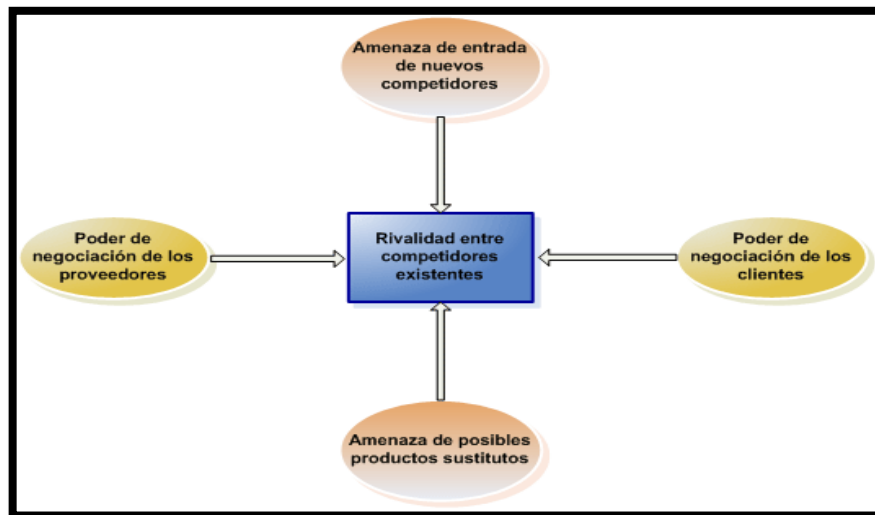 Amenaza de entrada
de nuevos
competidores
Poder de
negociación de los
proveedores
Rivalidad entre
competidores
existentes
Poder de
negociación de los
clientes
Amenaza de posibles
productos sustitutos